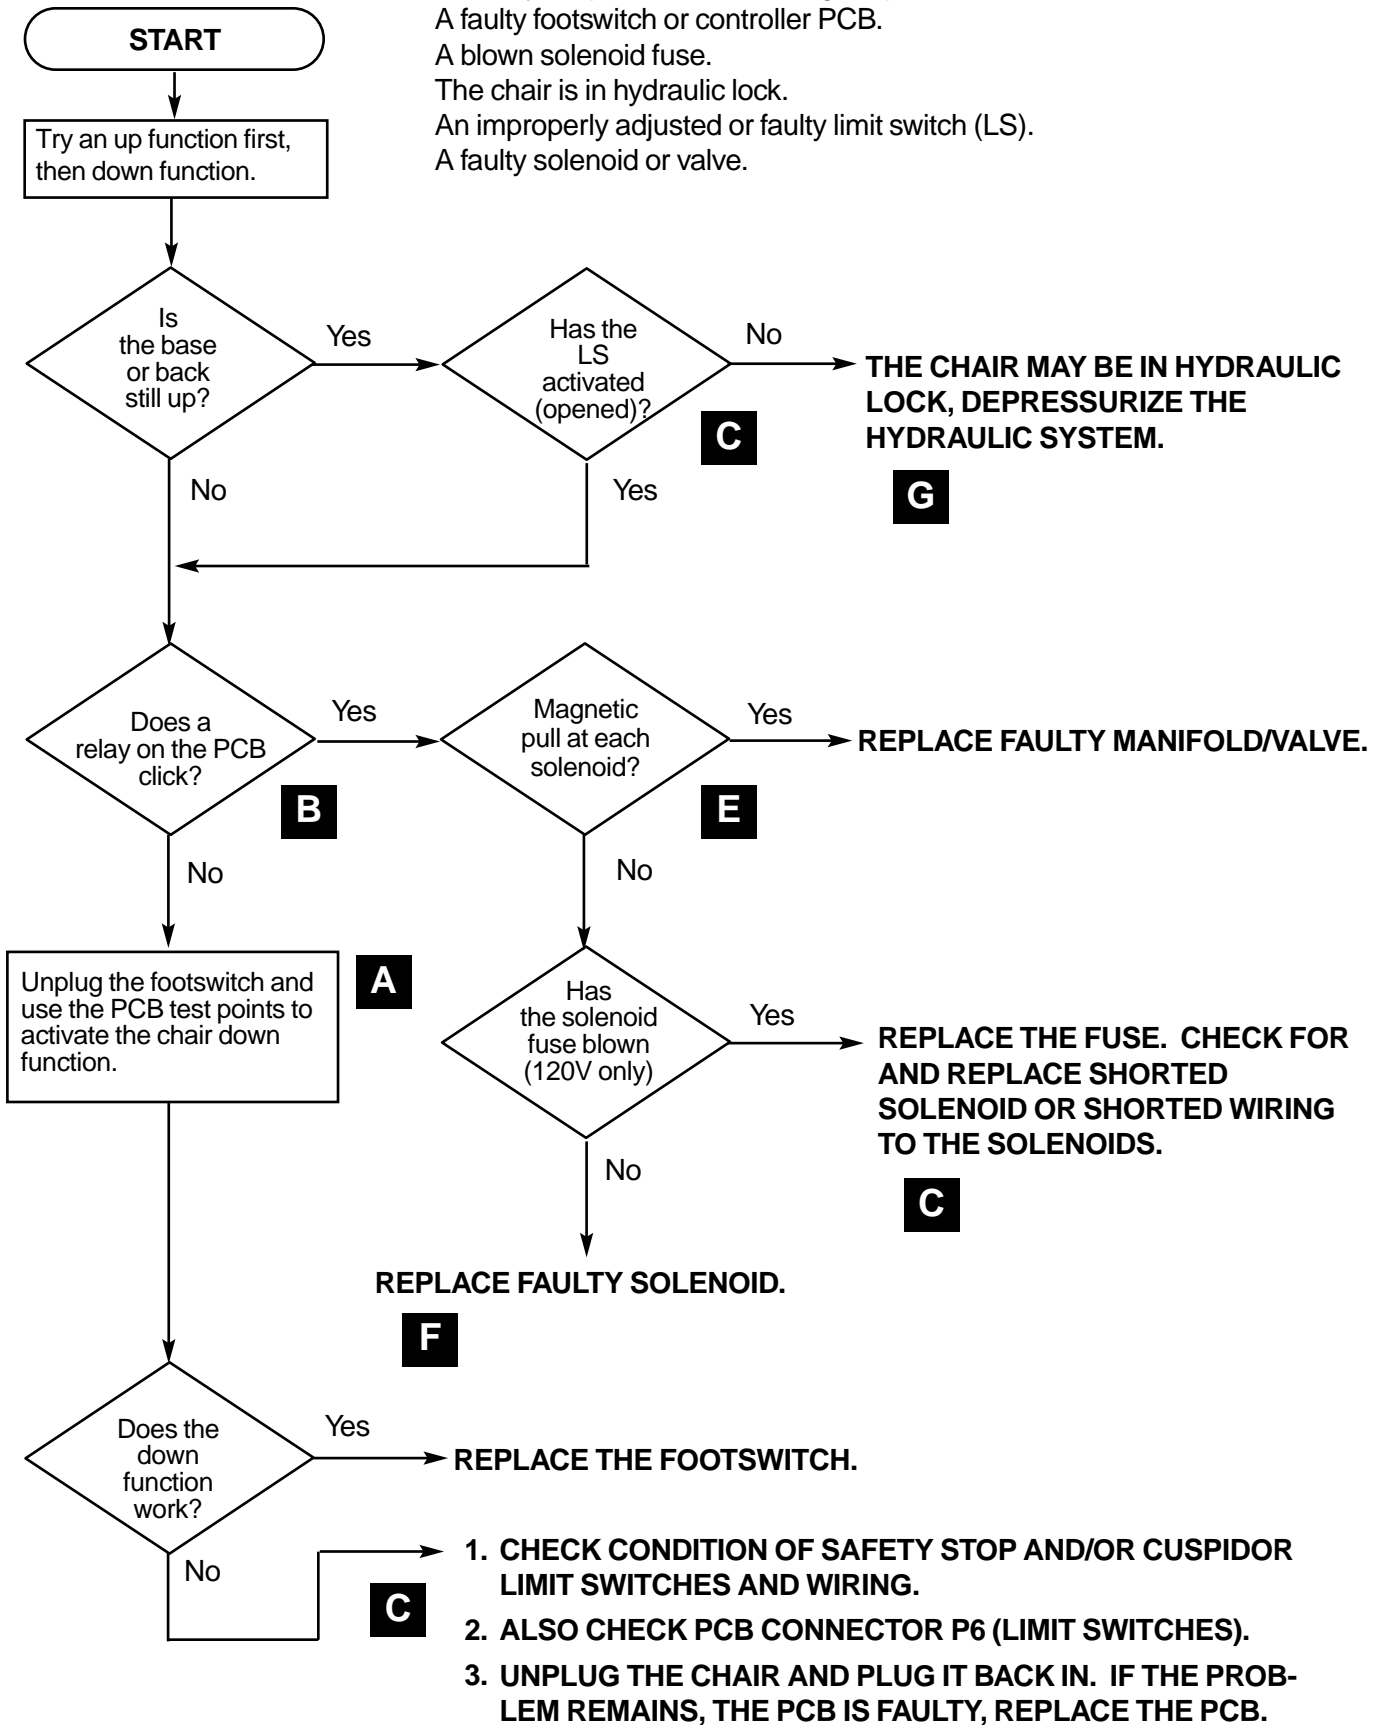 A faulty footswitch or controller PCB.
START
A blown solenoid fuse.
The chair is in hydraulic lock.
An improperly adjusted or faulty limit switch (LS).
A faulty solenoid or valve.
Try an up function first,
then down function.
Is
the base
or back
still up?
Yes
Has the
LS
activated
(opened)?
No
THE CHAIR MAY BE IN HYDRAULIC
LOCK, DEPRESSURIZE THE
HYDRAULIC SYSTEM.
C
G
No
Yes
Does a
relay on the PCB
click?
Yes
Magnetic
pull at each
solenoid?
Yes
REPLACE FAULTY MANIFOLD/VALVE.
B
E
No
No
Unplug the footswitch and
use the PCB test points to
activate the chair down
function.
A
Has
the solenoid
fuse blown
(120V only)
Yes
REPLACE THE FUSE. CHECK FOR
AND REPLACE SHORTED
SOLENOID OR SHORTED WIRING
TO THE SOLENOIDS.
C
No
REPLACE FAULTY SOLENOID.
F
Does the
down
function
work?
Yes
REPLACE THE FOOTSWITCH.
No
C
1. CHECK CONDITION OF SAFETY STOP AND/OR CUSPIDOR
LIMIT SWITCHES AND WIRING.
2. ALSO CHECK PCB CONNECTOR P6 (LIMIT SWITCHES).
3. UNPLUG THE CHAIR AND PLUG IT BACK IN. IF THE PROB-
LEM REMAINS, THE PCB IS FAULTY, REPLACE THE PCB.